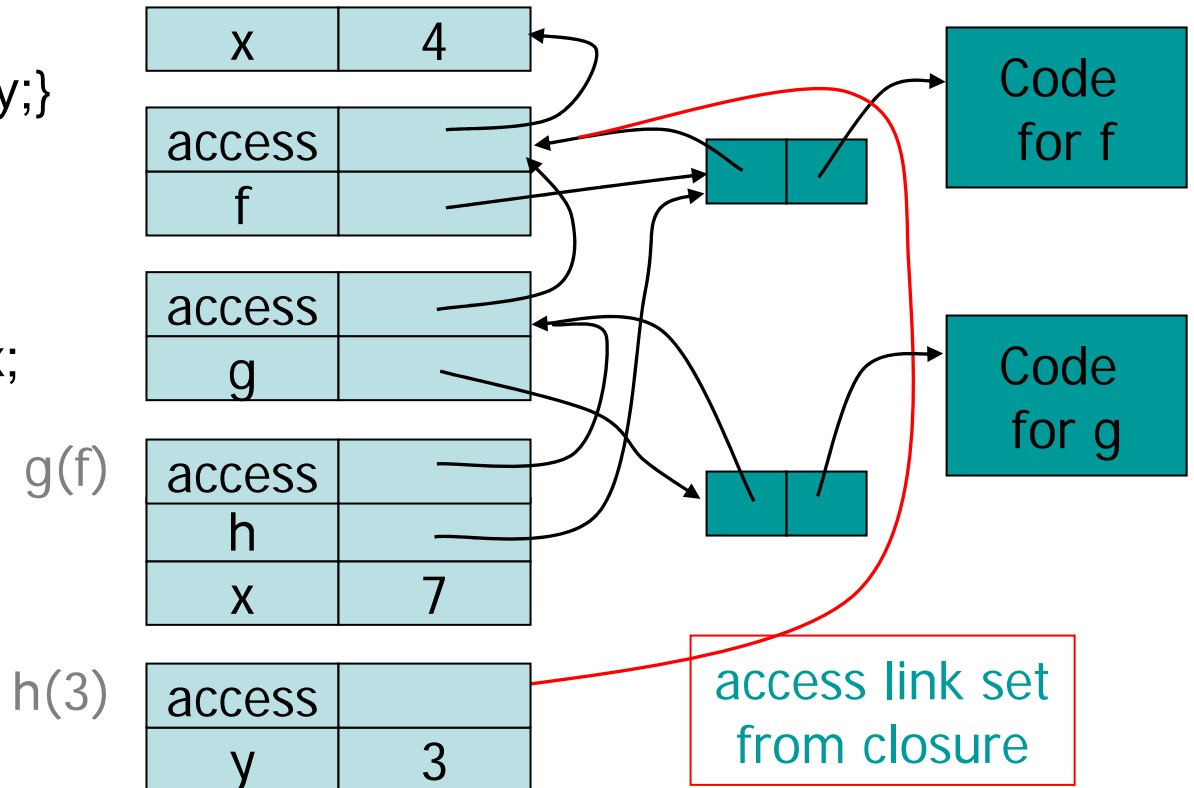 x 4
y;}
access
f
Code
for f
access
x;
g
Code
for g
g(f)
access
h
x 7
h(3)
access
y 3
access link set
from closure